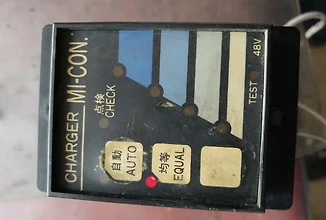 CHARGER MI-CON.
点検
CHECK
自動
AUTO
均等
EQUAL
TEST
48V